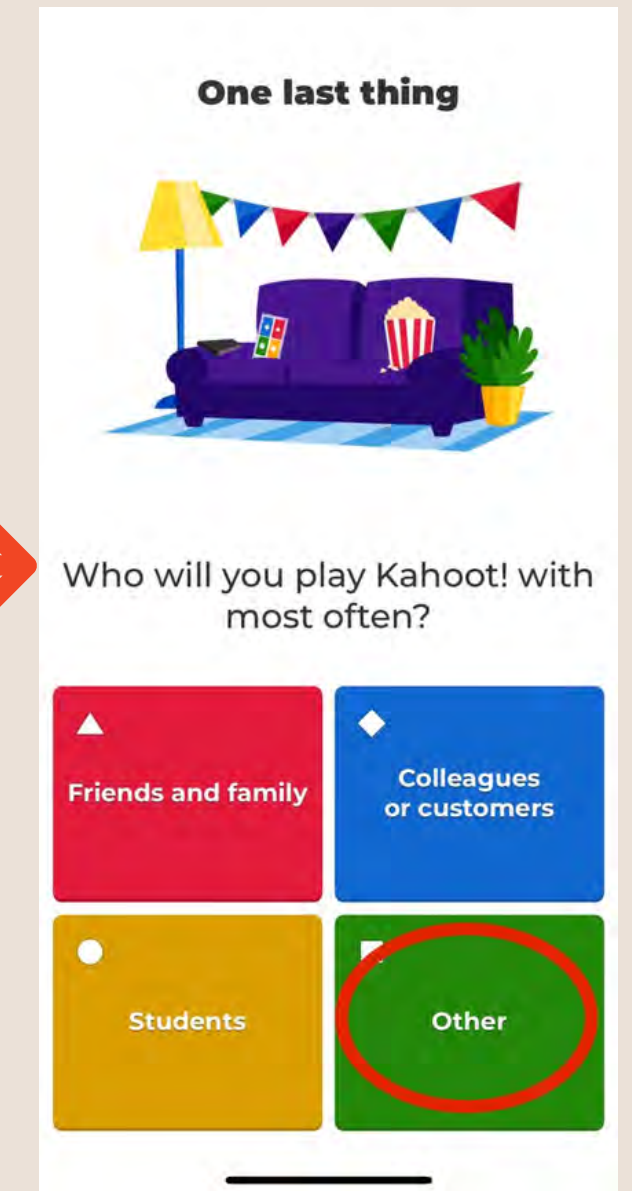 One last thing
Who will you play Kahoot! with
most often?
Friends and family
Colleagues
or customers
Students
Other